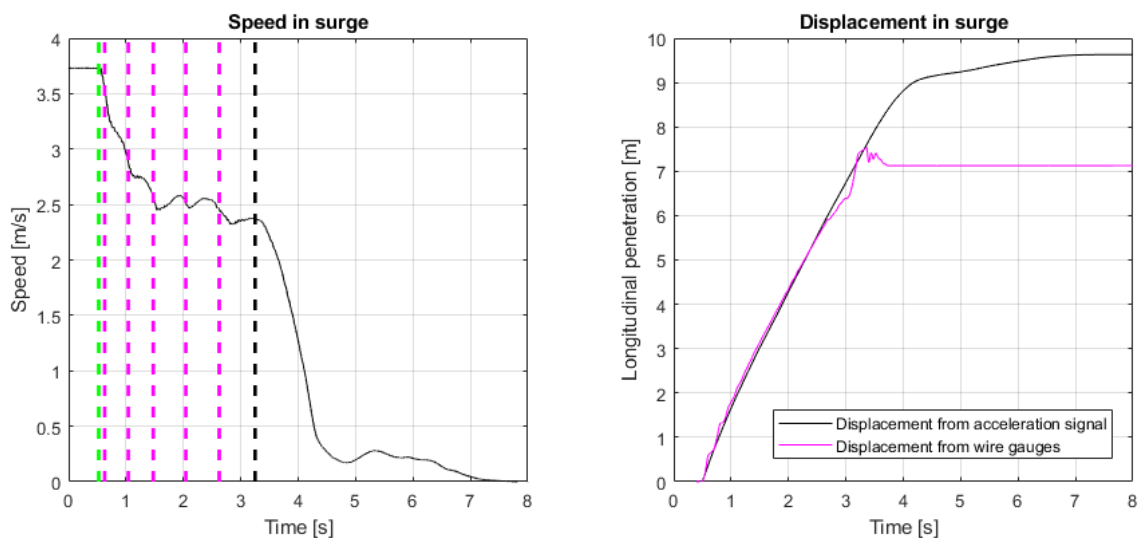 Speed in surge
4
3.5
3
2.5
2
1.5
1
0.5
0
Speed [m/s]
0 1 2 3 4 5 6 7 8
Time [s]
Displacement in surge
10
9
8
7
6
5
4
3
2
1
0
Longitudinal penetration [m]
Displacement from acceleration signal
Displacement from wire gauges
0 1 2 3 4 5 6 7 8
Time [s]